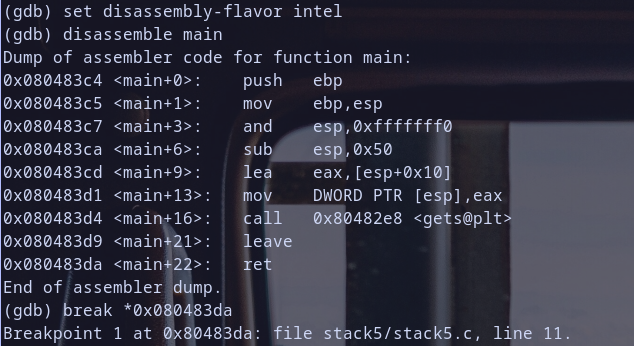 (gdb) set disassembly-flavor intel
(gdb) disassemble main
Dump of assembler code for function main:
0x080483c4 <main+0>:    push   ebp
0x080483c5 <main+1>:    mov    ebp,esp
0x080483c7 <main+3>:    and    esp,0xfffffff0
0x080483ca <main+6>:    sub    esp,0x50
0x080483cd <main+9>:    lea    eax,[esp+0x10]
0x080483d1 <main+13>:   mov    DWORD PTR [esp],eax
0x080483d4 <main+16>:   call   0x80482e8 <gets@plt>
0x080483d9 <main+21>:   leave
0x080483da <main+22>:   ret
End of assembler dump.
(gdb) break *0x080483da
Breakpoint 1 at 0x80483da: file stack5/stack5.c, line 11.